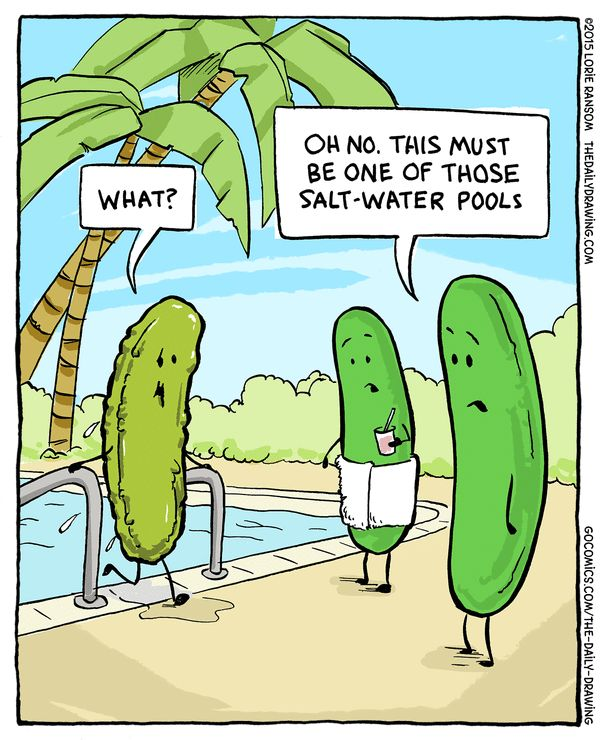 WHAT?
OH NO. THIS MUST
BE ONE OF THOSE
SALT-WATER POOLS
©2015 LORIE RANSOM THEDAILYDRAWING.COM
GOCOMICS.COM/THE-DAILY-DRAWING